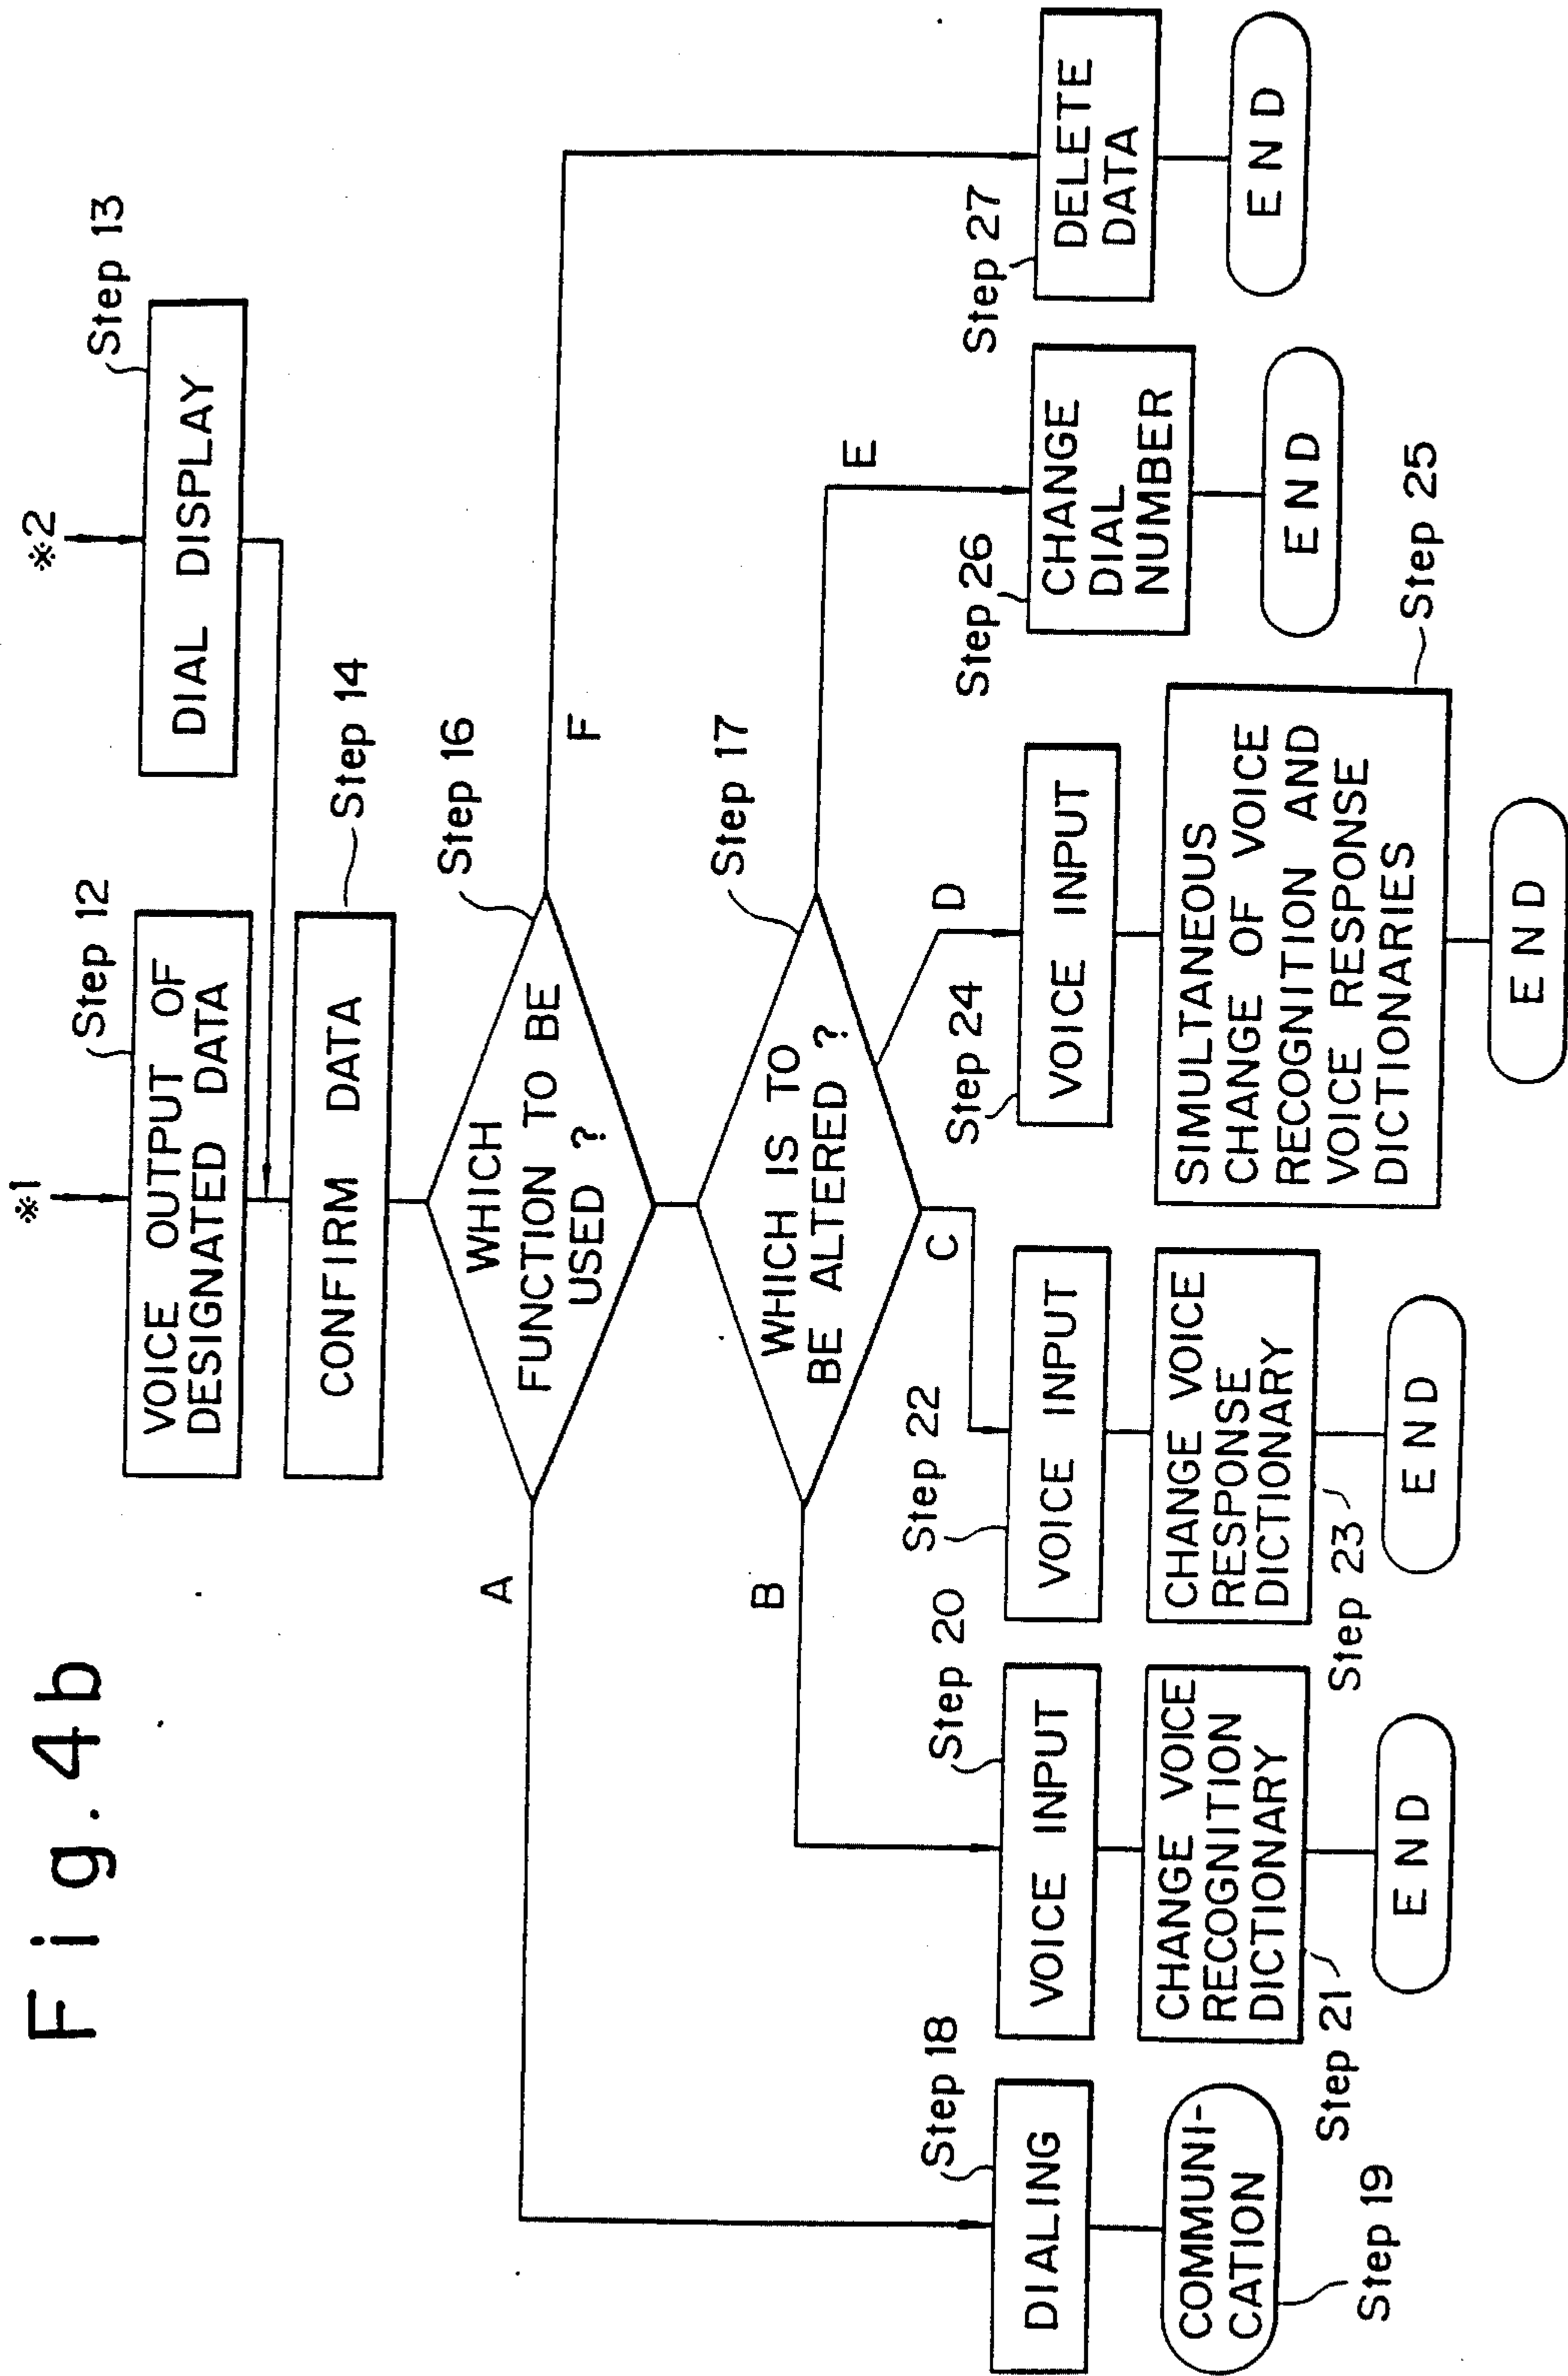 Fig. 4b
※1
※2
Step 12
VOICE OUTPUT OF
DESIGNATED DATA
Step 13
DIAL DISPLAY
CONFIRM DATA
Step 14
Step 16
WHICH
FUNCTION TO BE
USED ?
A
F
Step 17
WHICH IS TO
BE ALTERED ?
B
C
D
E
Step 18
DIALING
COMMUNI-
CATION
Step 19
Step 20
VOICE INPUT
CHANGE VOICE
RECOGNITION
DICTIONARY
Step 21
END
Step 22
VOICE INPUT
CHANGE VOICE
RESPONSE
DICTIONARY
Step 23
END
Step 24
VOICE INPUT
SIMULTANEOUS
CHANGE OF VOICE
RECOGNITION AND
VOICE RESPONSE
DICTIONARIES
Step 25
END
Step 26
CHANGE
DIAL
NUMBER
END
Step 27
DELETE
DATA
END